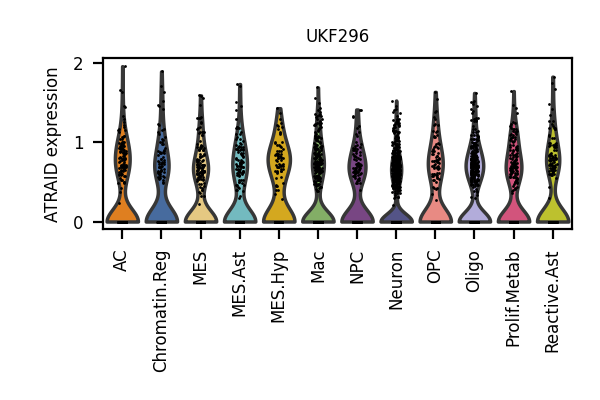 UKF296
ATRAID expression
2
1
0
AC
Chromatin.Reg
MES
MES.Ast
MES.Hyp
Mac
NPC
Neuron
OPC
Oligo
Prolif.Metab
Reactive.Ast